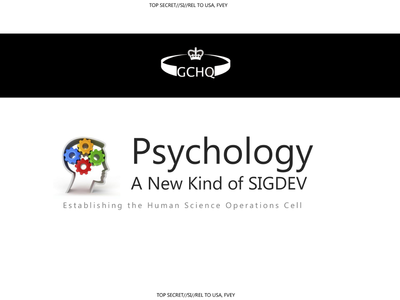 TOP SECRET//SI//REL TO USA, FVEY
GCHQ
Psychology
A New Kind of SIGDEV
Establishing the Human Science Operations Cell
TOP SECRET//SI//REL TO USA, FVEY